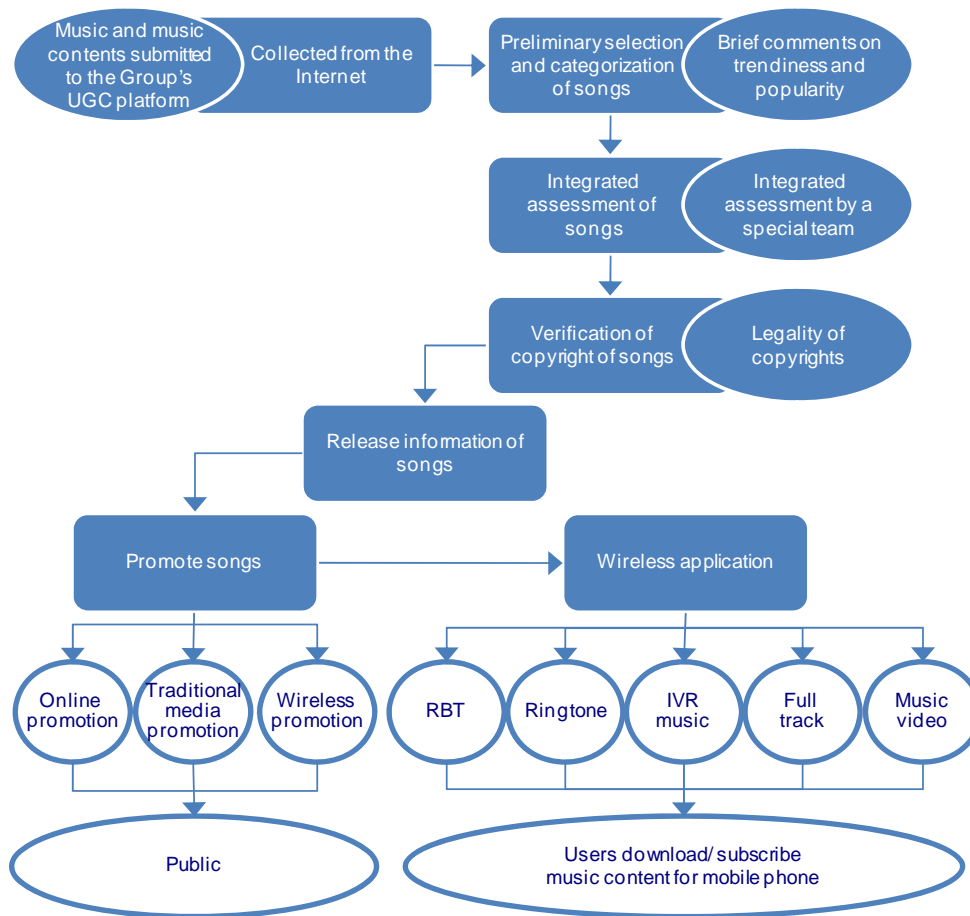 Music and music
contents submitted
to the Group's
UGC platform
Collected from the
Internet
Preliminary selection
and categorization
of songs
Brief comments on
trendiness and
popularity
Integrated
assessment of
songs
Integrated
assessment by a
special team
Verification of
copyright of songs
Legality of
copyrights
Release information of
songs
Promote songs
Wireless application
Online
promotion
Traditional
media
promotion
Wireless
promotion
RBT
Ringtone
IVR
music
Full
track
Music
video
Public
Users download/ subscribe
music content for mobile phone